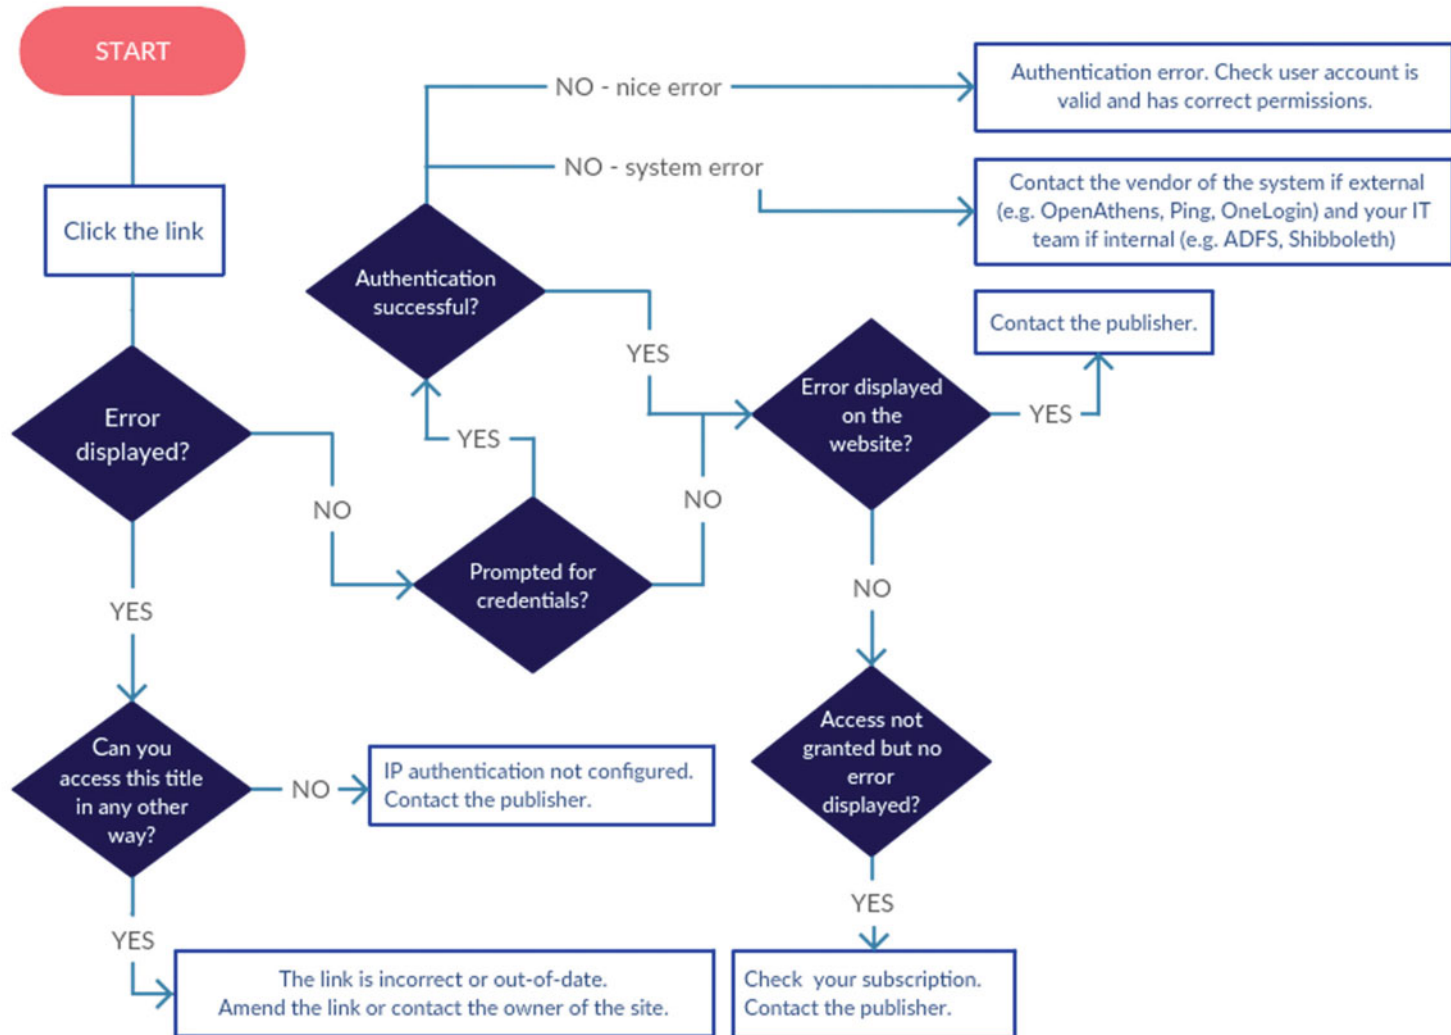 START
Click the link
Error
displayed?
NO
YES
Can you
access this title
in any other
way?
NO
IP authentication not configured.
Contact the publisher.
YES
The link is incorrect or out-of-date.
Amend the link or contact the owner of the site.
Prompted for
credentials?
YES
NO
Authentication
successful?
NO - nice error
Authentication error. Check user account is
valid and has correct permissions.
NO - system error
Contact the vendor of the system if external
(e.g. OpenAthens, Ping, OneLogin) and your IT
team if internal (e.g. ADFS, Shibboleth)
YES
Error displayed
on the
website?
YES
Contact the publisher.
NO
Access not
granted but no
error
displayed?
YES
Check your subscription.
Contact the publisher.